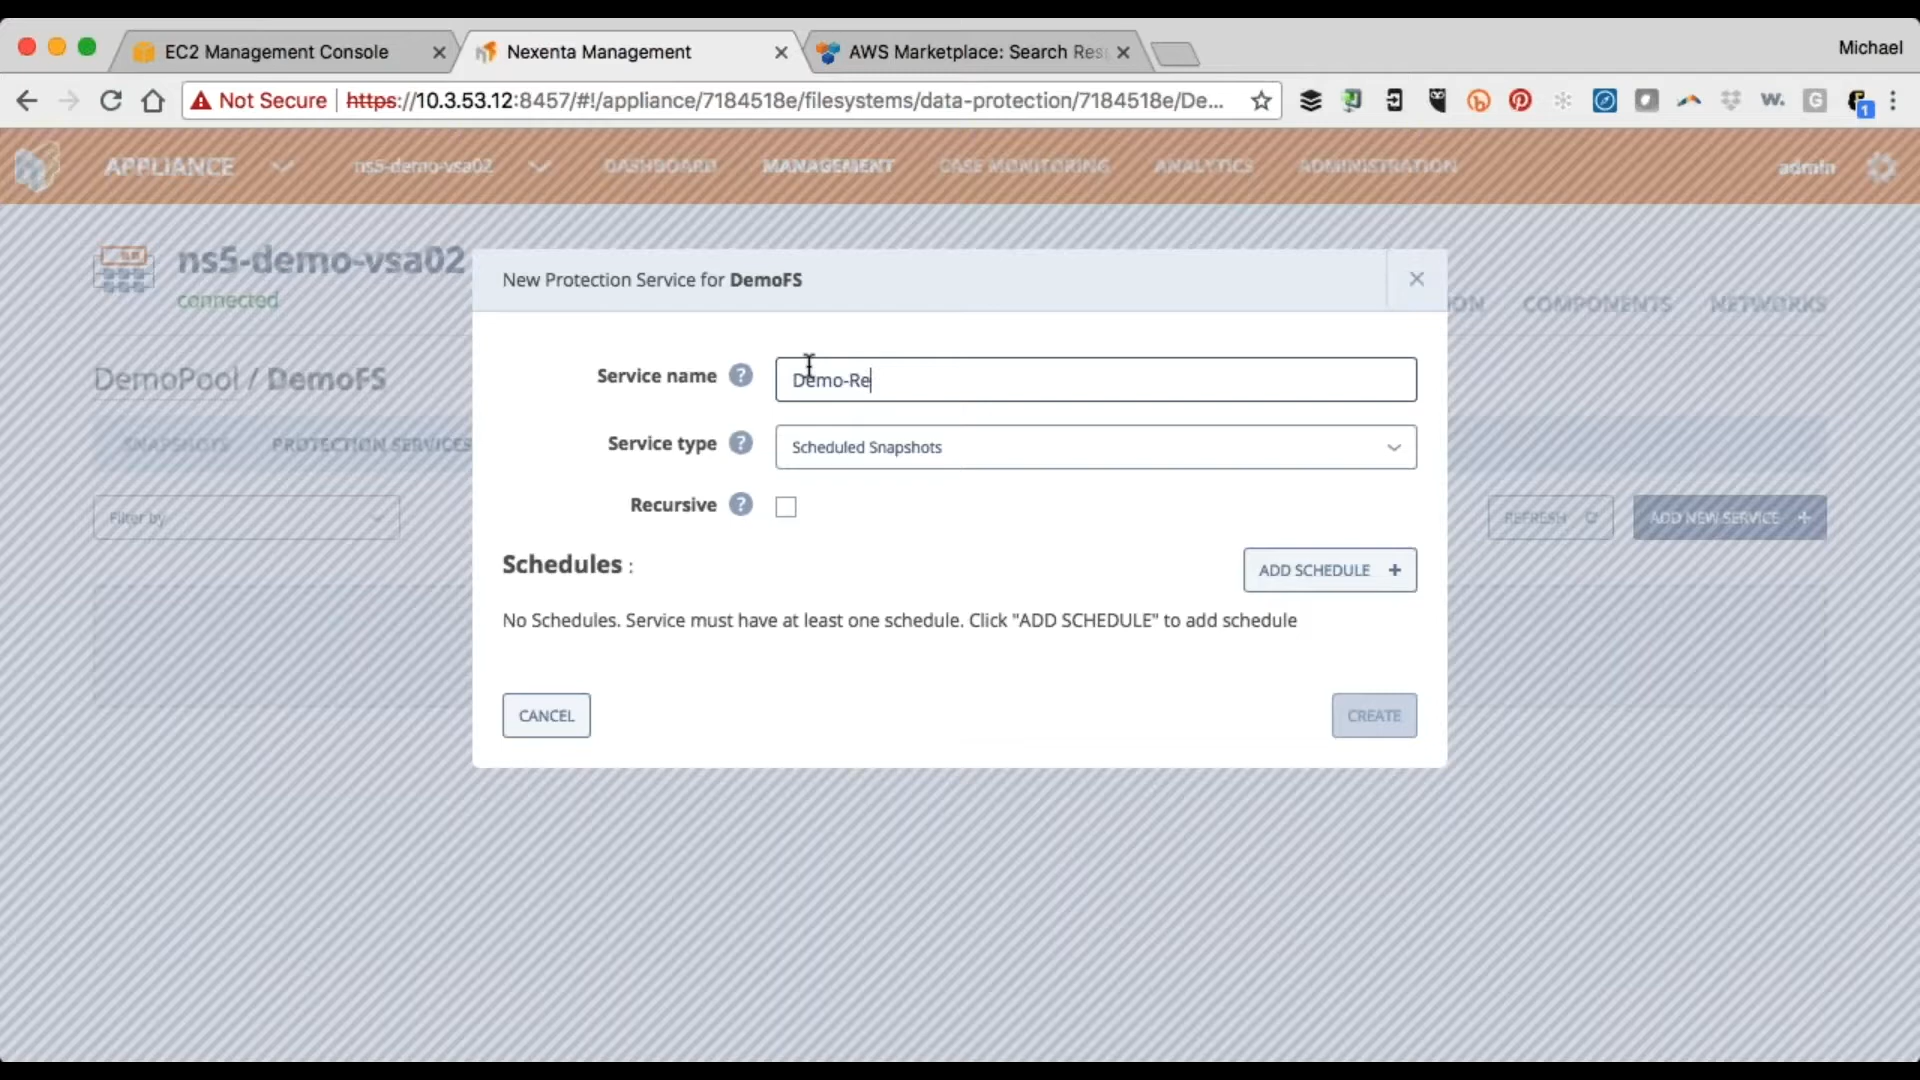 EC2 Management Console
Nexenta Management
AWS Marketplace: Search Res
Michael
Not Secure
https://10.3.53.12:8457/#!/appliance/7184518e/filesystems/data-protection/7184518e/De...
W.
G
1
APPLIANCE
ns5-demo-vsa02
DASHBOARD
MANAGEMENT
CASE MONITORING
ANALYTICS
ADMINISTRATION
admin
ns5-demo-vsa02
connected
ION
COMPONENTS
NETWORKS
DemoPool / DemoFS
SNAPSHOTS
PROTECTION SERVICES
Filter by
REFRESH
ADD NEW SERVICE +
New Protection Service for DemoFS
Service name ?
Demo-Re
Service type ?
Scheduled Snapshots
Recursive ?
Schedules :
ADD SCHEDULE +
No Schedules. Service must have at least one schedule. Click "ADD SCHEDULE" to add schedule
CANCEL
CREATE